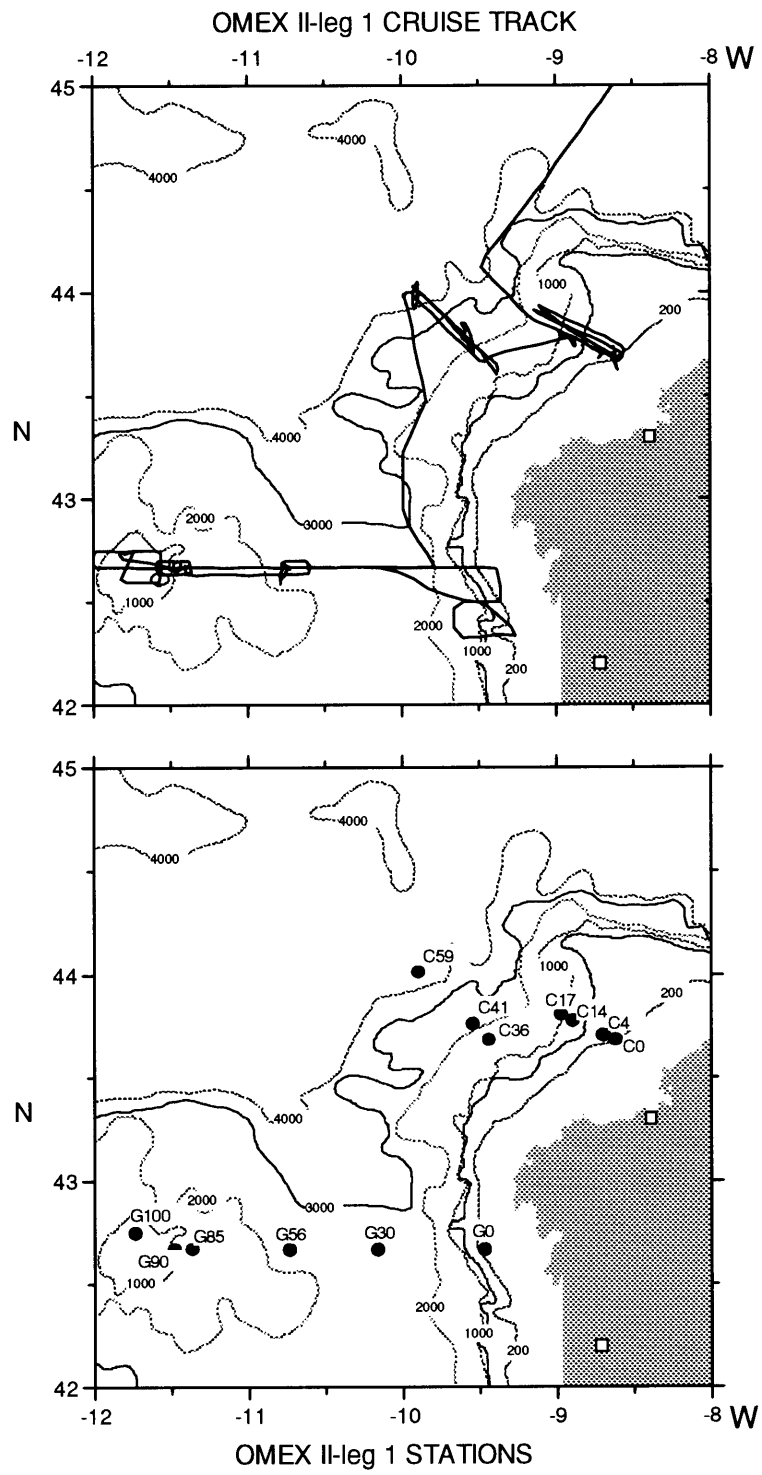 OMEX II-leg 1 CRUISE TRACK
-12 -11 -10 -9 -8 W
45
4000
4000
44
1000
200
N
4000
43
2000
3000
1000
2000
1000
200
42
45
4000
4000
C59
44
1000
200
C41
C17
C14
C36
C4
C0
N
4000
43
2000
3000
G100
G85
G56
G30
G0
G90
1000
2000
1000
200
42
-12 -11 -10 -9 -8 W
OMEX II-leg 1 STATIONS